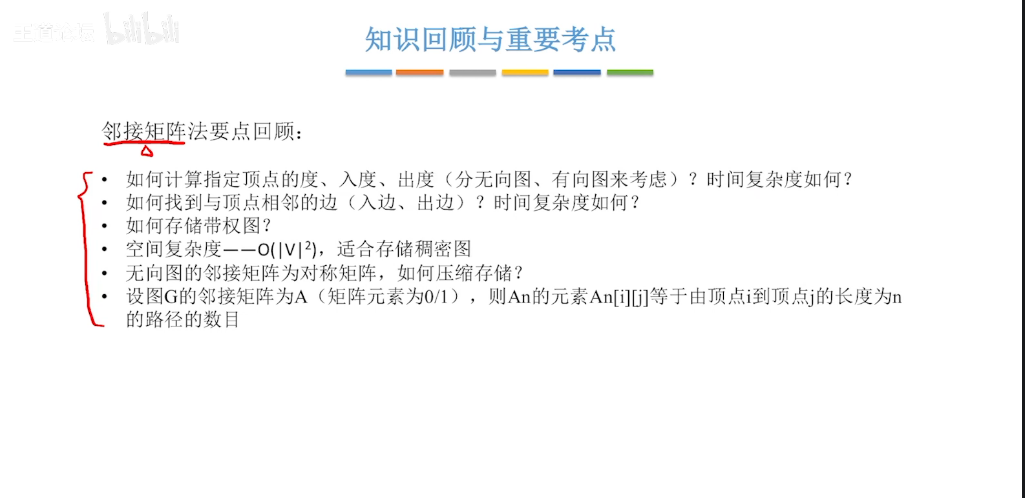 bilibili
知识回顾与重要考点
邻接矩阵法要点回顾：
• 如何计算指定顶点的度、入度、出度（分无向图、有向图来考虑）？时间复杂度如何？
• 如何找到与顶点相邻的边（入边、出边）？时间复杂度如何？
• 如何存储带权图？
• 空间复杂度——O(|V|²)，适合存储稠密图
• 无向图的邻接矩阵为对称矩阵，如何压缩存储？
• 设图G的邻接矩阵为A（矩阵元素为0/1），则An的元素An[i][j]等于由顶点i到顶点j的长度为n
的路径的数目